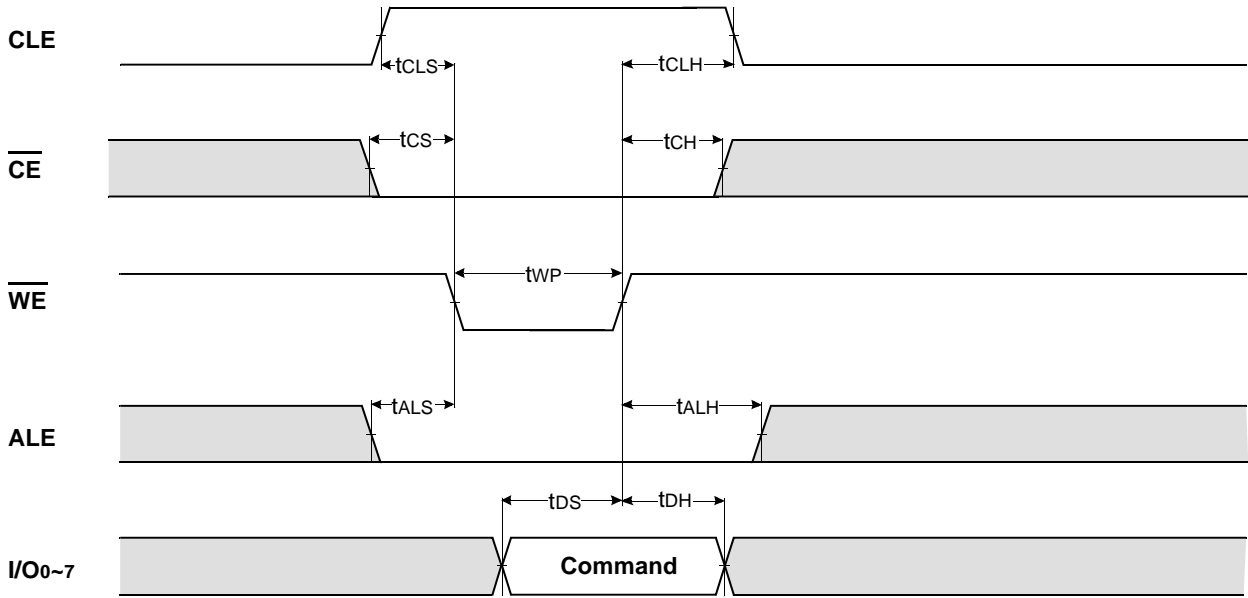 CLE
tCLS
tCLH
CE
tCS
tCH
WE
tWP
ALE
tALS
tALH
I/O0~7
tDS
tDH
Command